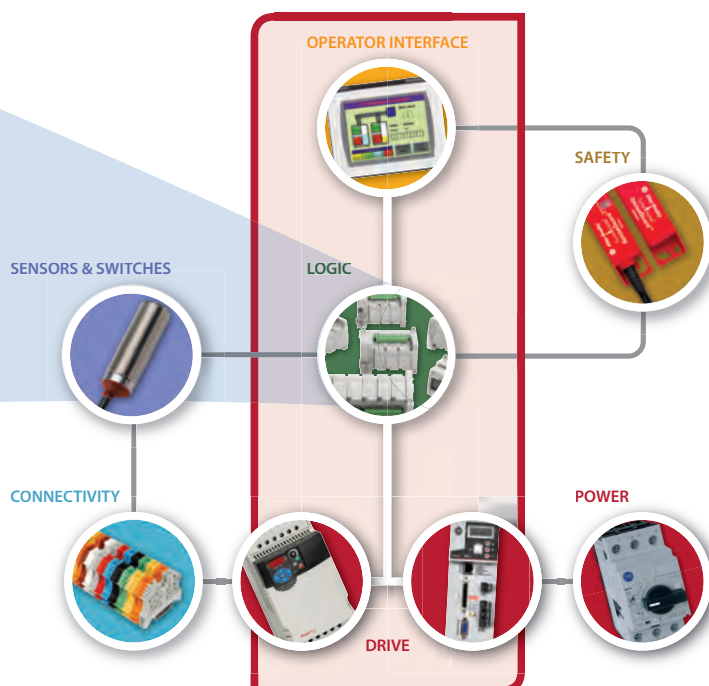 OPERATOR INTERFACE
SAFETY
SENSORS & SWITCHES
LOGIC
CONNECTIVITY
POWER
DRIVE